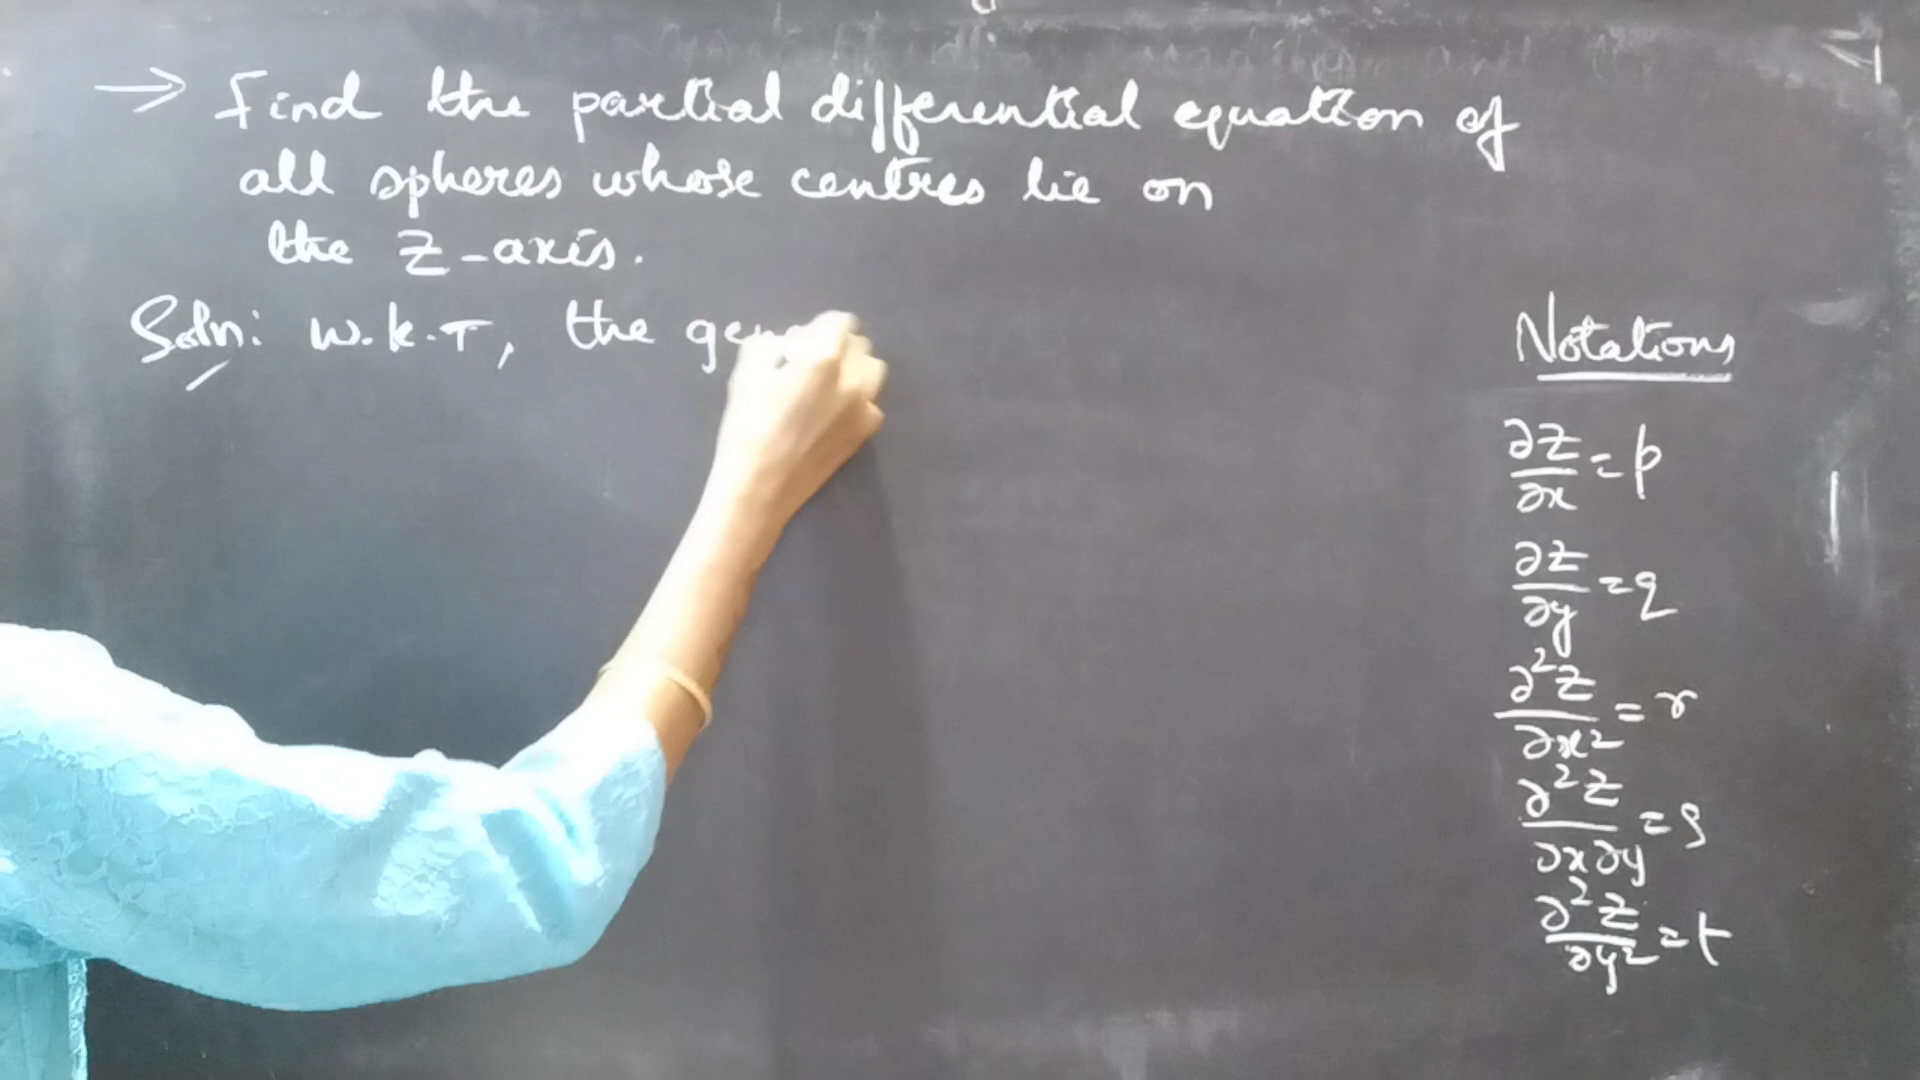 → Find the partial differential equation of
all spheres whose centres lie on
the Z-axis.
Soln: W.K.T, the gen
Notations
∂z/∂x = p
∂z/∂y = q
∂²z/∂x² = r
∂²z/∂x∂y = s
∂²z/∂y² = t